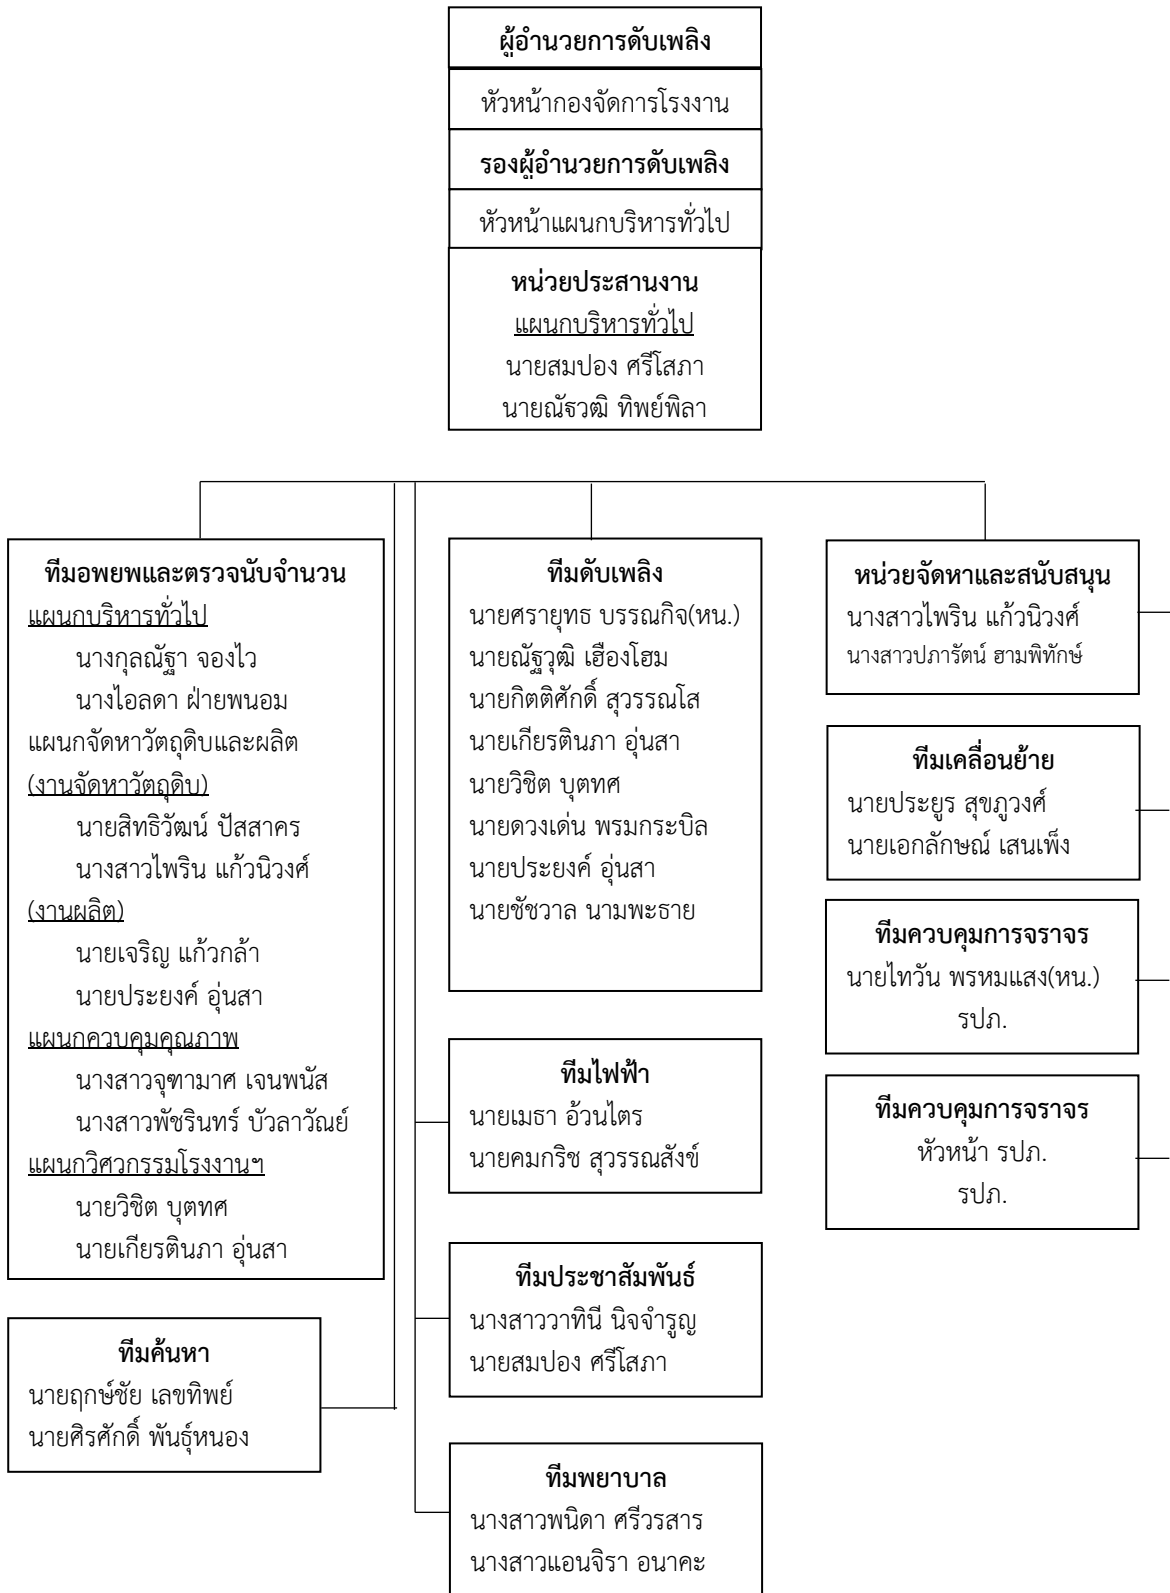 ผู้อำนวยการดับเพลิง
หัวหน้ากองจัดการโรงงาน
รองผู้อำนวยการดับเพลิง
หัวหน้าแผนกบริหารทั่วไป
หน่วยประสานงาน
แผนกบริหารทั่วไป
นายสมปอง ศรีโสภา
นายณัธวฒิ ทิพย์พิลา
ทีมอพยพและตรวจนับจำนวน
แผนกบริหารทั่วไป
นางกุลณัฐา จองไว
นางไอลดา ฝ่ายพนอม
แผนกจัดหาวัตถุดิบและผลิต
(งานจัดหาวัตถุดิบ)
นายสิทธิวัฒน์ ปัสสาคร
นางสาวไพริน แก้วนิวงศ์
(งานผลิต)
นายเจริญ แก้วกล้า
นายประยงค์ อุ่นสา
แผนกควบคุมคุณภาพ
นางสาวจุฑามาศ เจนพนัส
นางสาวพัชรินทร์ บัวลาวัณย์
แผนกวิศวกรรมโรงงานฯ
นายวิชิต บุตทศ
นายเกียรตินภา อุ่นสา
ทีมค้นหา
นายฤกษ์ชัย เลขทิพย์
นายศิรศักดิ์ พันธุ์หนอง
ทีมดับเพลิง
นายศรายุทธ บรรณกิจ(หน.)
นายณัฐวุฒิ เฮืองโฮม
นายกิตติศักดิ์ สุวรรณโส
นายเกียรตินภา อุ่นสา
นายวิชิต บุตทศ
นายดวงเด่น พรมกระบิล
นายประยงค์ อุ่นสา
นายชัชวาล นามพะธาย
ทีมไฟฟ้า
นายเมธา อ้วนไตร
นายคมกริช สุวรรณสังข์
ทีมประชาสัมพันธ์
นางสาววาทินี นิจจำรูญ
นายสมปอง ศรีโสภา
ทีมพยาบาล
นางสาวพนิดา ศรีวรสาร
นางสาวแอนจิรา อนาคะ
หน่วยจัดหาและสนับสนุน
นางสาวไพริน แก้วนิวงศ์
นางสาวปภารัตน์ ฮามพิทักษ์
ทีมเคลื่อนย้าย
นายประยูร สุขภูวงศ์
นายเอกลักษณ์ เสนเพ็ง
ทีมควบคุมการจราจร
นายไทวัน พรหมแสง(หน.)
รปภ.
ทีมควบคุมการจราจร
หัวหน้า รปภ.
รปภ.